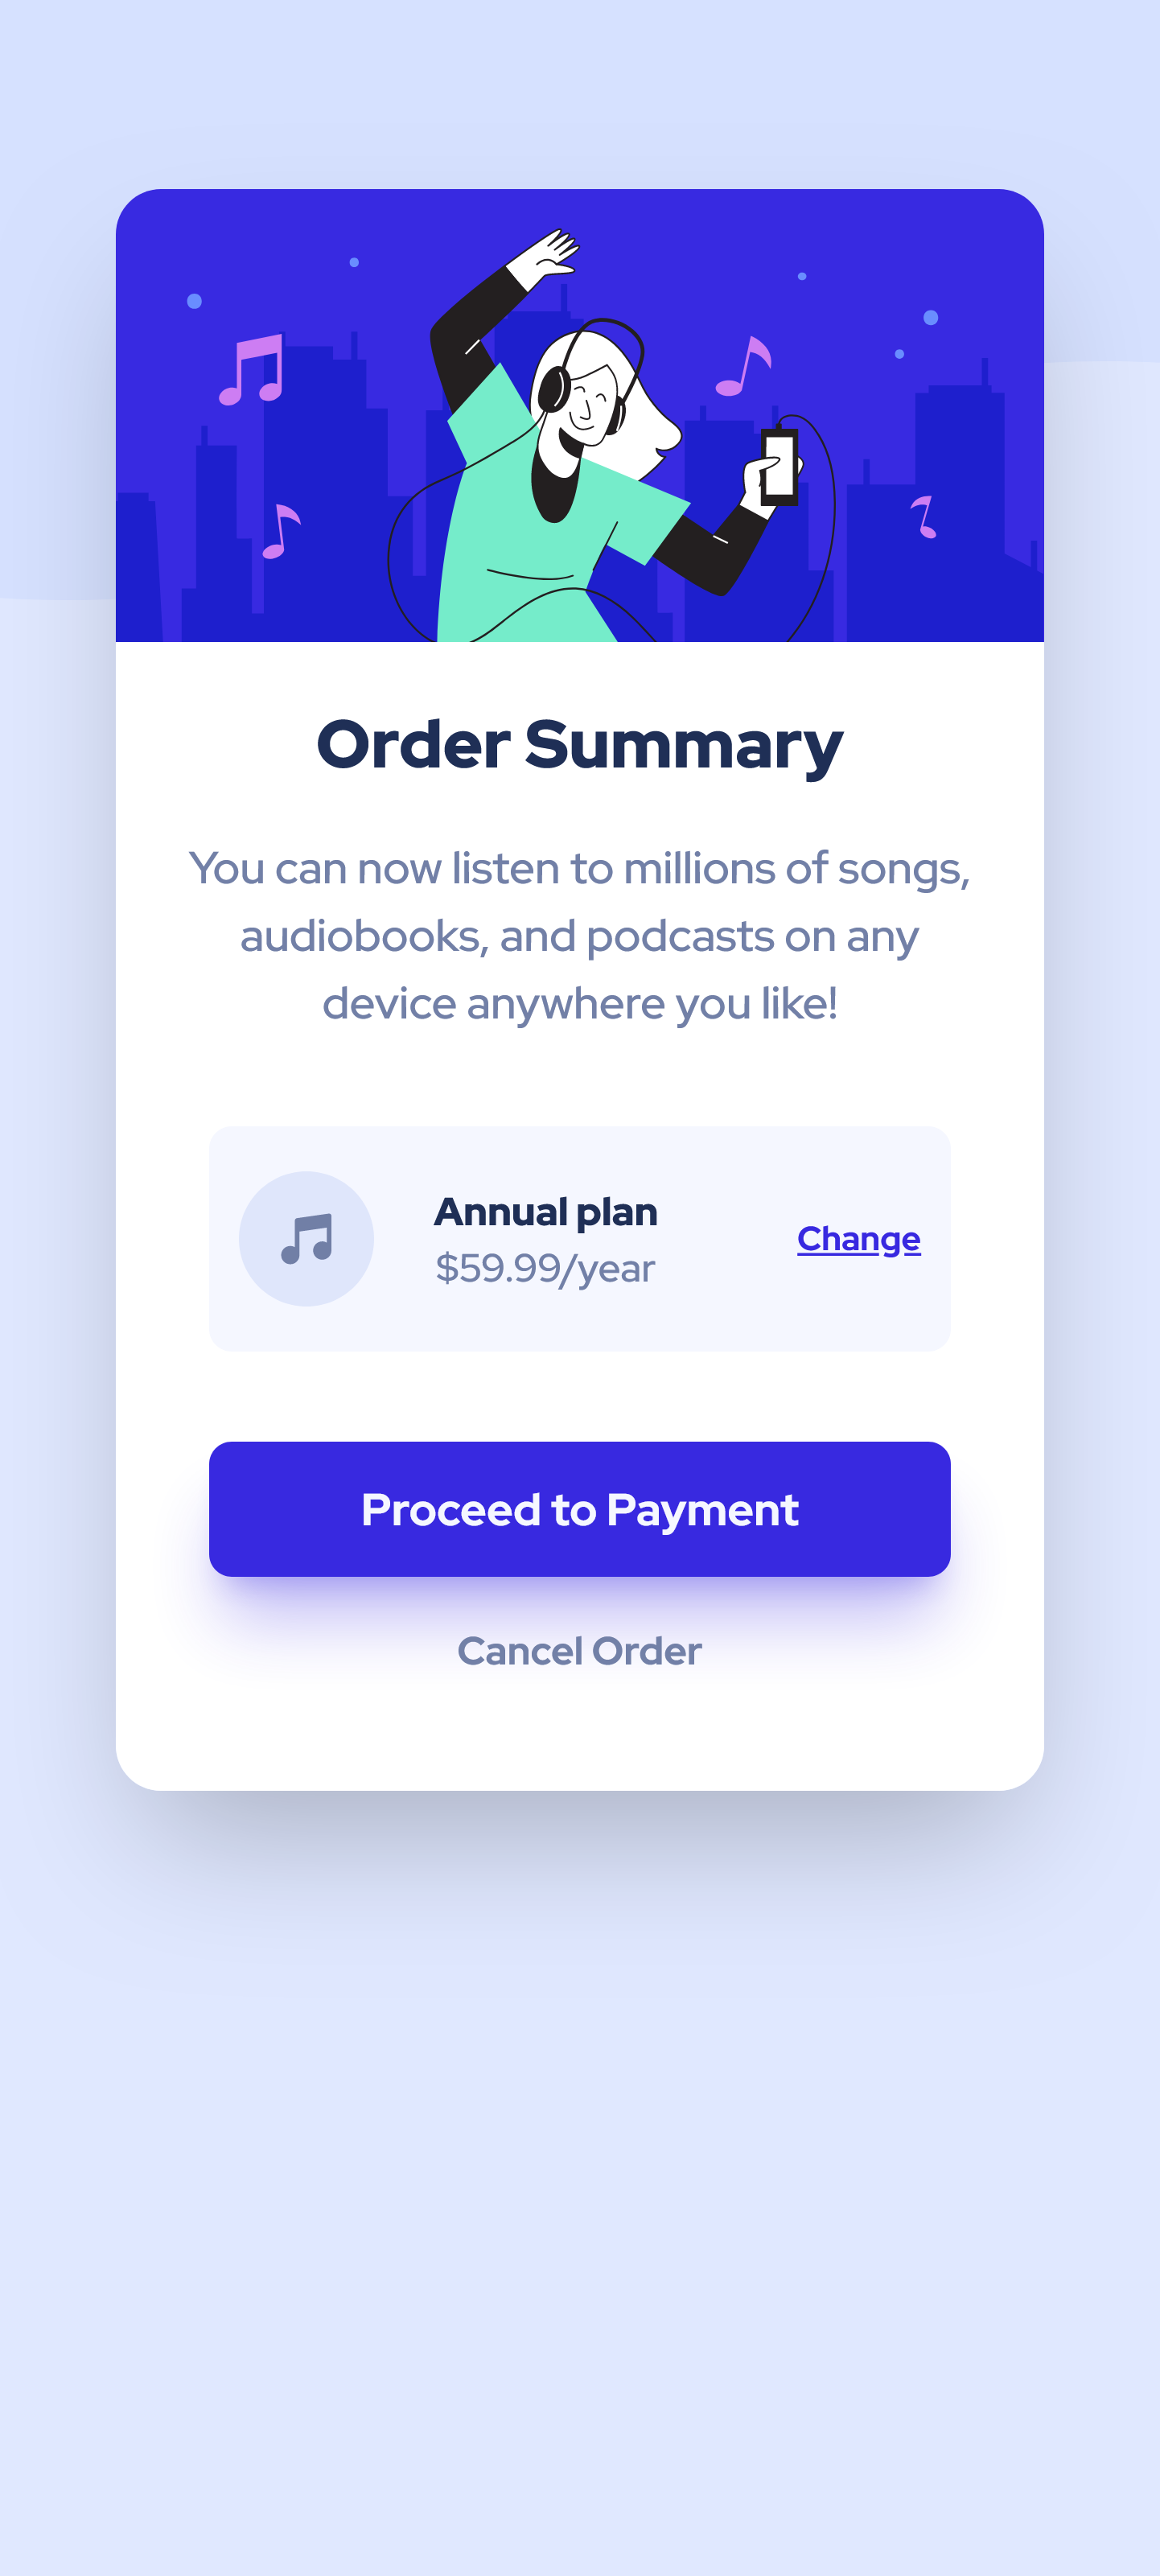 Order Summary
You can now listen to millions of songs,
audiobooks, and podcasts on any
device anywhere you like!
Annual plan
$59.99/year
Change
Proceed to Payment
Cancel Order